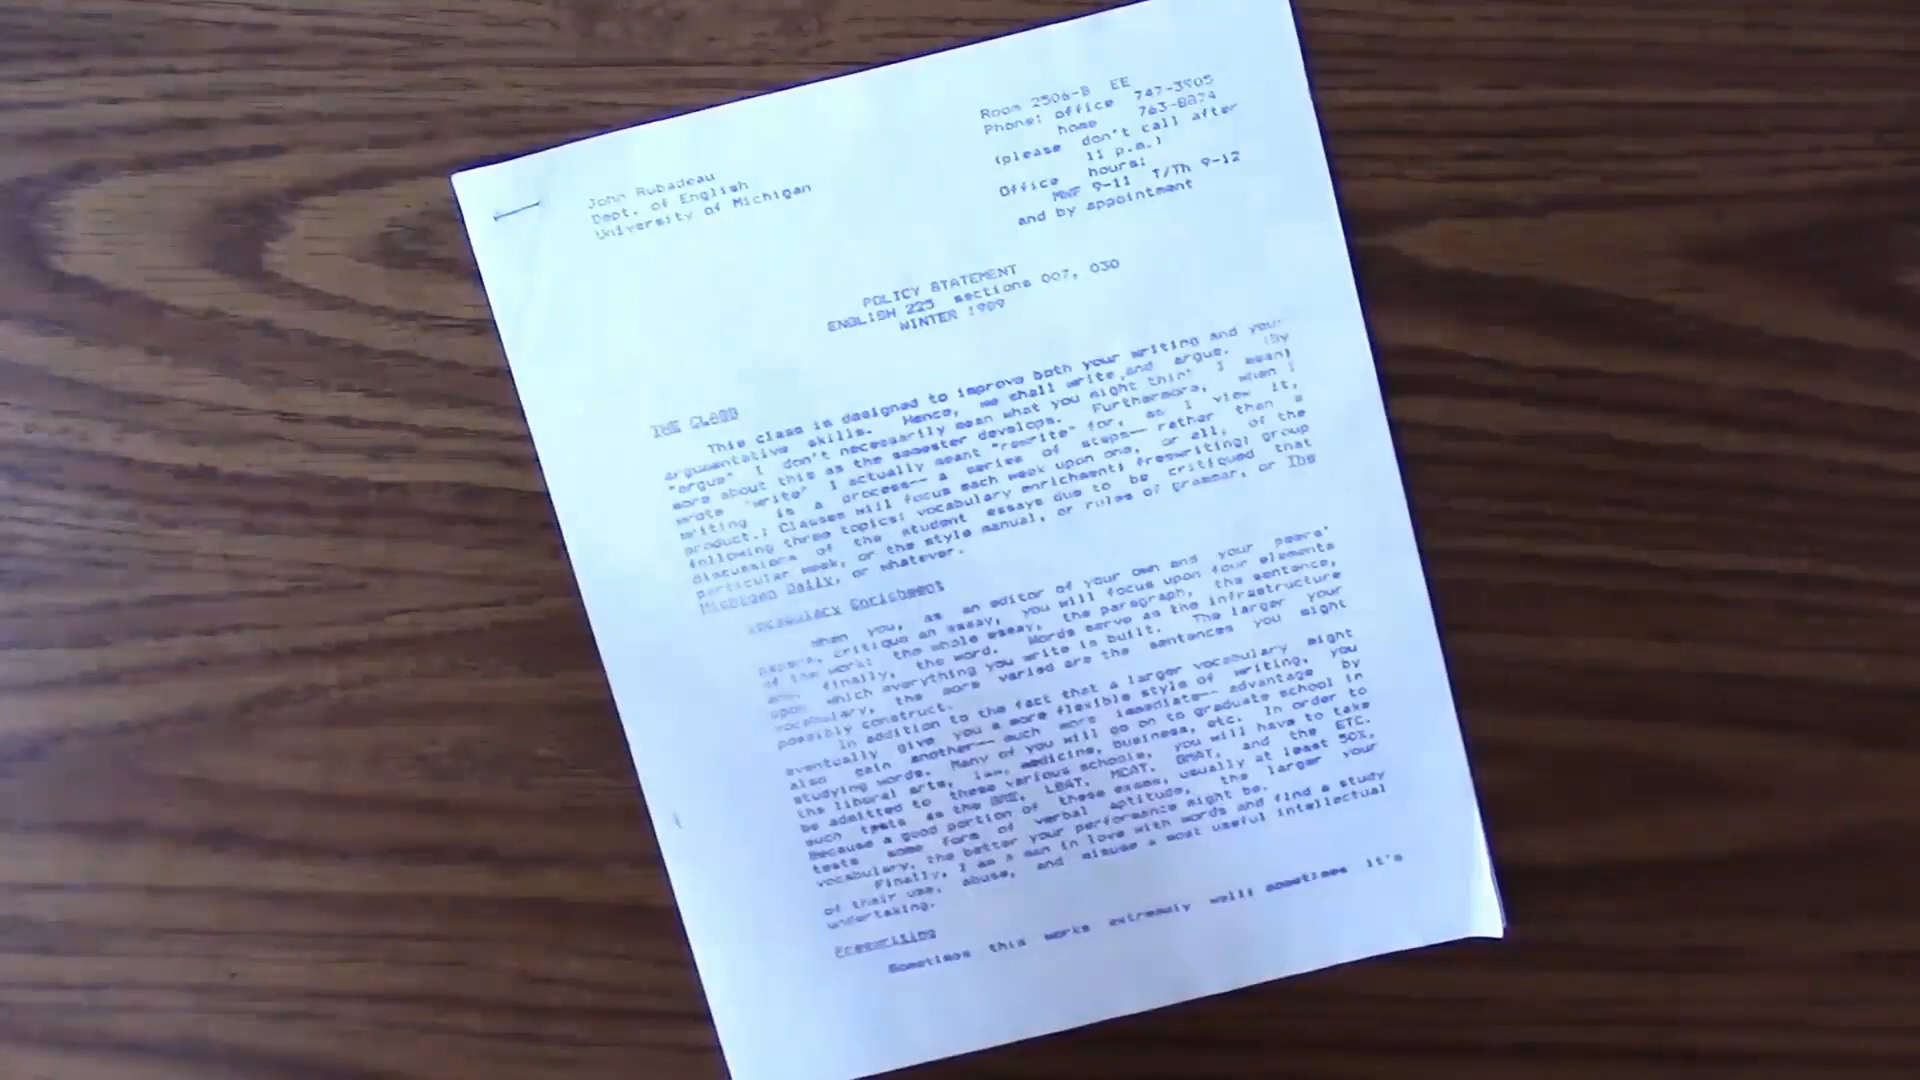 John Rubadeau
Dept. of English
University of Michigan
Room 2506-B EE
Phone: office 747-3905
home 763-8874
(please don't call after
11 p.m.)
Office hours:
MWF 9-11 T/Th 9-12
and by appointment
POLICY STATEMENT
ENGLISH 225 sections 007, 030
WINTER 1989
THE CLASS
This class is designed to improve both your writing and your
argumentative skills. Hence, we shall write and argue. (By
"argue" I don't necessarily mean what you might think I mean;
more about this as the semester develops. Furthermore, when I
wrote "write" I actually meant "rewrite" for, as I view it,
writing is a process-- a series of steps-- rather than a
product.) Classes will focus each week upon one, or all, of the
following three topics: vocabulary enrichment; freewriting; group
discussions of the student essays due to be critiqued that
particular week, or the style manual, or rules of grammar, or The
Michigan Daily, or whatever.
Vocabulary Enrichment
When you, as an editor of your own and your peers'
papers, critique an essay, you will focus upon four elements
of the work: the whole essay, the paragraph, the sentence,
and, finally, the word. Words serve as the infrastructure
upon which everything you write is built. The larger your
vocabulary, the more varied are the sentences you might
possibly construct.
In addition to the fact that a larger vocabulary might
eventually give you a more flexible style of writing, you
also gain another-- much more immediate-- advantage by
studying words. Many of you will go on to graduate school in
the liberal arts, law, medicine, business, etc. In order to
be admitted to these various schools, you will have to take
such tests as the GRE, LSAT, MCAT, GMAT, and the ETC.
Because a good portion of these exams, usually at least 50%,
tests some form of verbal aptitude, the larger your
vocabulary, the better your performance might be.
Finally, I am a man in love with words and find a study
of their use, abuse, and misuse a most useful intellectual
undertaking.
Freewriting
Sometimes this works extremely well; sometimes it's